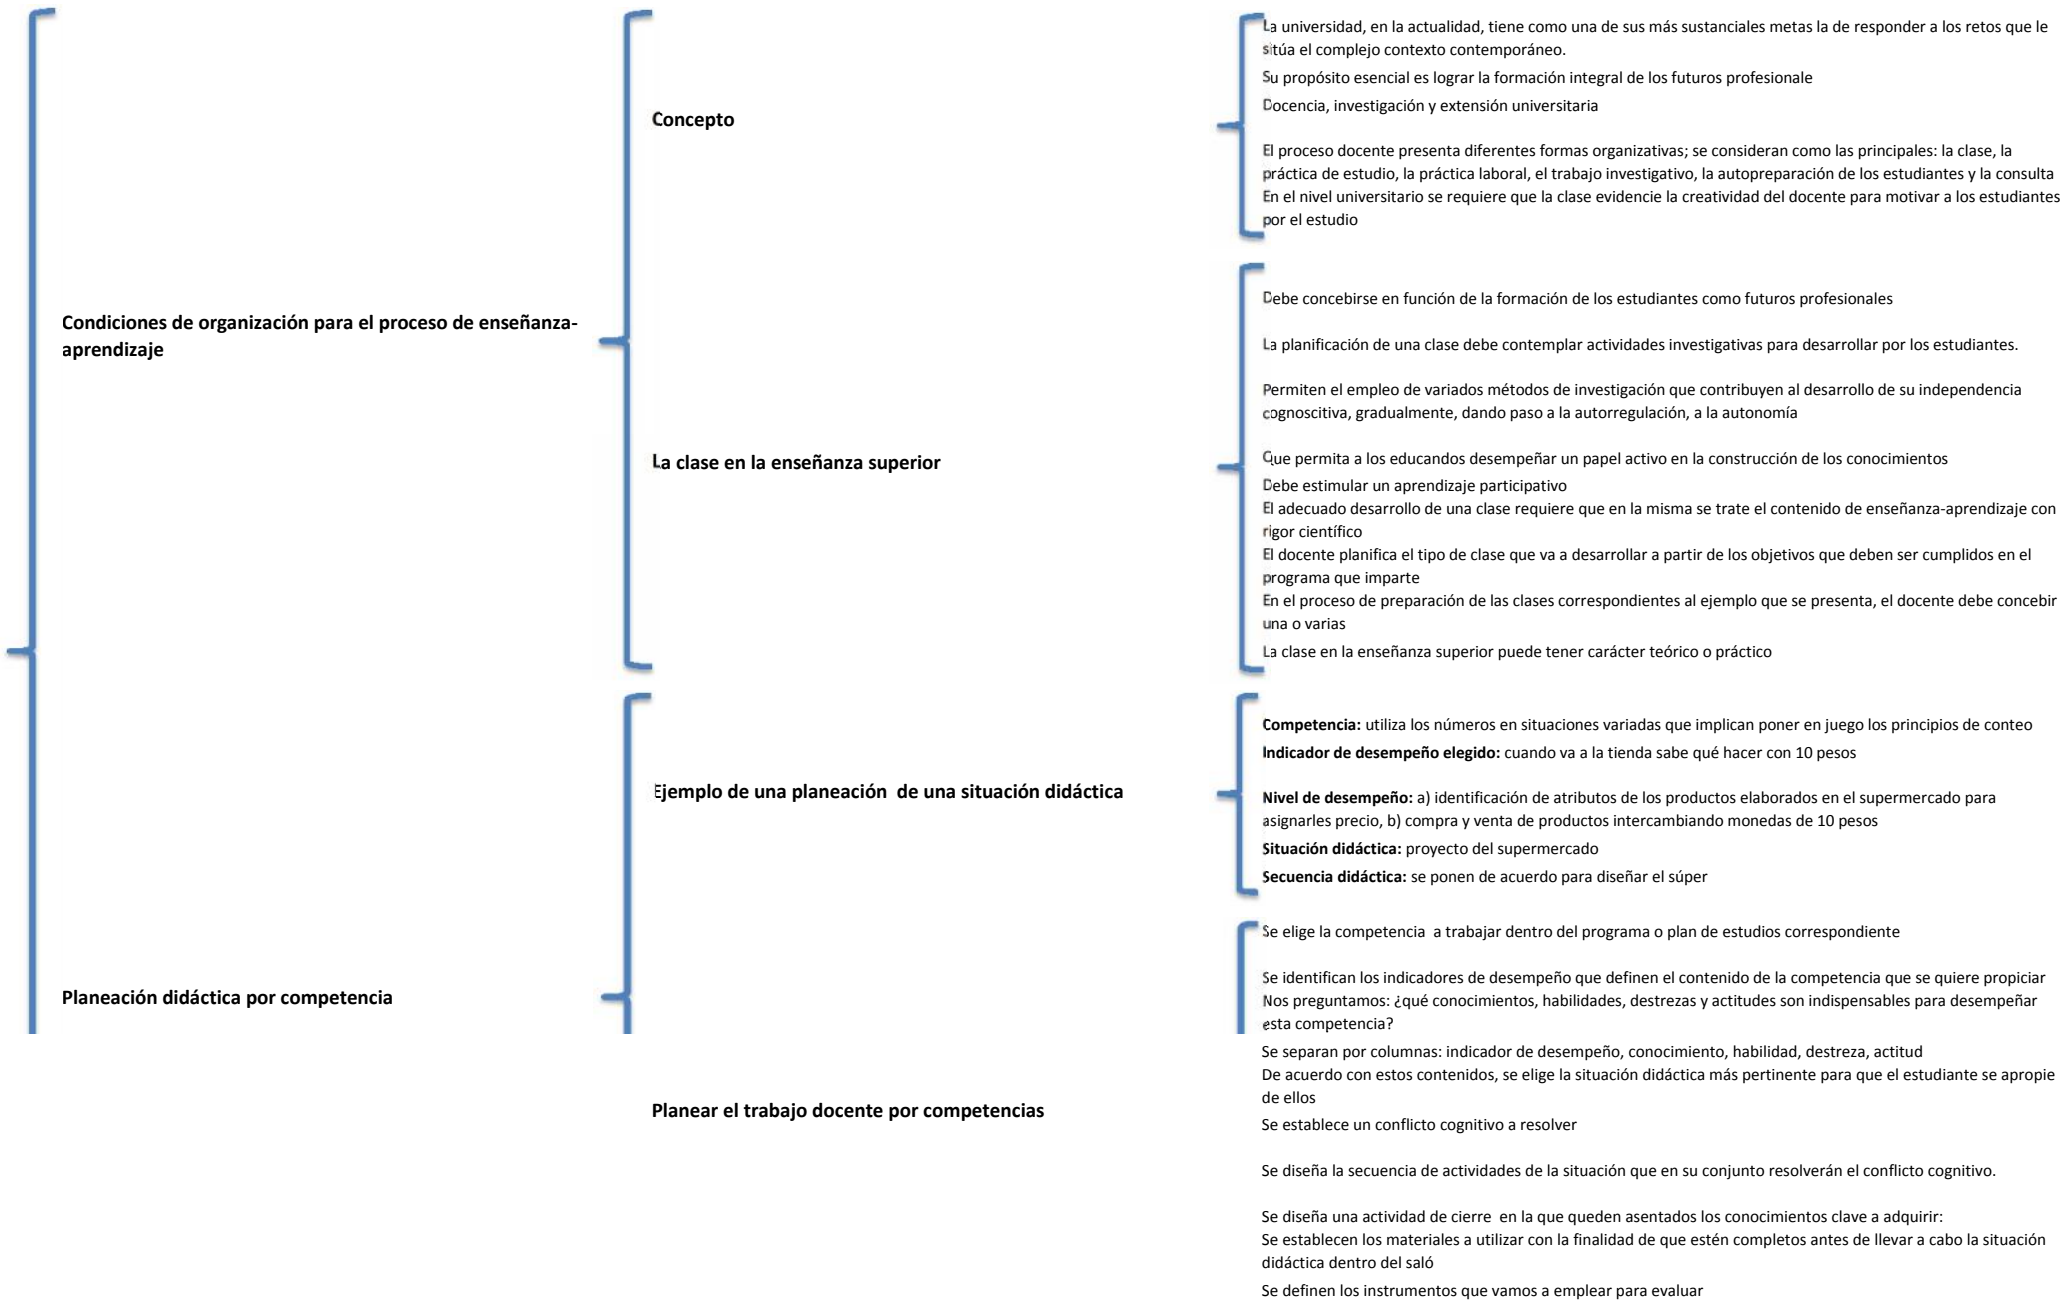 Condiciones de organización para el proceso de enseñanza-
aprendizaje
Concepto
La universidad, en la actualidad, tiene como una de sus más sustanciales metas la de responder a los retos que le
sitúa el complejo contexto contemporáneo.
Su propósito esencial es lograr la formación integral de los futuros profesionale
Docencia, investigación y extensión universitaria
El proceso docente presenta diferentes formas organizativas; se consideran como las principales: la clase, la
práctica de estudio, la práctica laboral, el trabajo investigativo, la autopreparación de los estudiantes y la consulta
En el nivel universitario se requiere que la clase evidencie la creatividad del docente para motivar a los estudiantes
por el estudio
La clase en la enseñanza superior
Debe concebirse en función de la formación de los estudiantes como futuros profesionales
La planificación de una clase debe contemplar actividades investigativas para desarrollar por los estudiantes.
Permiten el empleo de variados métodos de investigación que contribuyen al desarrollo de su independencia
cognoscitiva, gradualmente, dando paso a la autorregulación, a la autonomía
Que permita a los educandos desempeñar un papel activo en la construcción de los conocimientos
Debe estimular un aprendizaje participativo
El adecuado desarrollo de una clase requiere que en la misma se trate el contenido de enseñanza-aprendizaje con
rigor científico
El docente planifica el tipo de clase que va a desarrollar a partir de los objetivos que deben ser cumplidos en el
programa que imparte
En el proceso de preparación de las clases correspondientes al ejemplo que se presenta, el docente debe concebir
una o varias
La clase en la enseñanza superior puede tener carácter teórico o práctico
Planeación didáctica por competencia
Ejemplo de una planeación  de una situación didáctica
Competencia: utiliza los números en situaciones variadas que implican poner en juego los principios de conteo
Indicador de desempeño elegido: cuando va a la tienda sabe qué hacer con 10 pesos
Nivel de desempeño: a) identificación de atributos de los productos elaborados en el supermercado para
asignarles precio, b) compra y venta de productos intercambiando monedas de 10 pesos
Situación didáctica: proyecto del supermercado
Secuencia didáctica: se ponen de acuerdo para diseñar el súper
Planear el trabajo docente por competencias
Se elige la competencia  a trabajar dentro del programa o plan de estudios correspondiente
Se identifican los indicadores de desempeño que definen el contenido de la competencia que se quiere propiciar
Nos preguntamos: ¿qué conocimientos, habilidades, destrezas y actitudes son indispensables para desempeñar
esta competencia?
Se separan por columnas: indicador de desempeño, conocimiento, habilidad, destreza, actitud
De acuerdo con estos contenidos, se elige la situación didáctica más pertinente para que el estudiante se apropie
de ellos
Se establece un conflicto cognitivo a resolver
Se diseña la secuencia de actividades de la situación que en su conjunto resolverán el conflicto cognitivo.
Se diseña una actividad de cierre  en la que queden asentados los conocimientos clave a adquirir:
Se establecen los materiales a utilizar con la finalidad de que estén completos antes de llevar a cabo la situación
didáctica dentro del saló
Se definen los instrumentos que vamos a emplear para evaluar